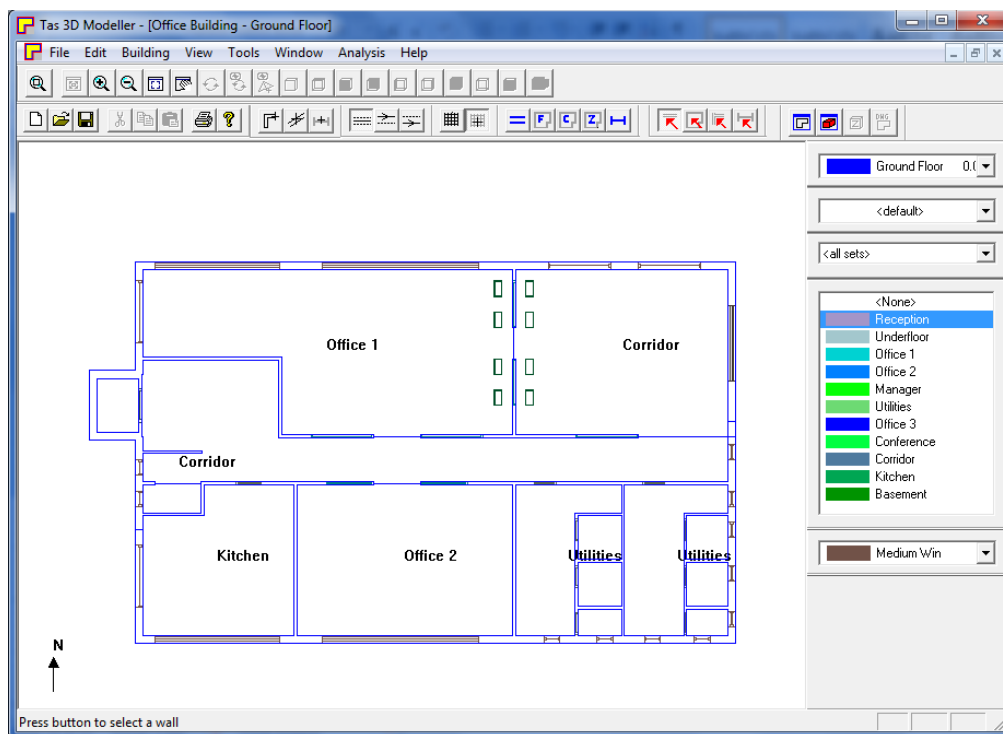 Tas 3D Modeller - [Office Building - Ground Floor]
File Edit Building View Tools Window Analysis Help
F C Z
Z DWG
Ground Floor 0.(
<default>
<all sets>
<None>
Reception
Underfloor
Office 1
Office 2
Manager
Utilities
Office 3
Conference
Corridor
Kitchen
Basement
Medium Win
Office 1 Corridor
Corridor
Kitchen Office 2 Utilities Utilities
N
Press button to select a wall